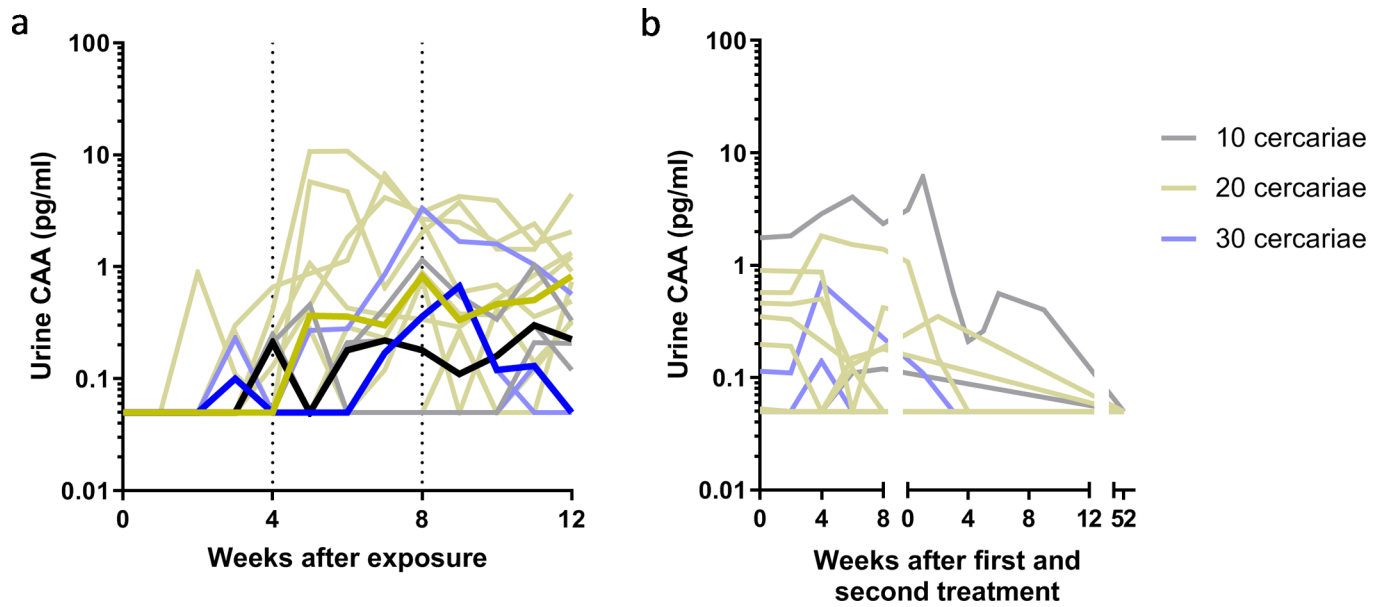 a
100
10
1
0.1
0.01
Urine CAA (pg/ml)
0 4 8 12
Weeks after exposure
b
100
10
1
0.1
0.01
Urine CAA (pg/ml)
0 4 8 0 4 8 12 52
Weeks after first and
second treatment
10 cercariae
20 cercariae
30 cercariae